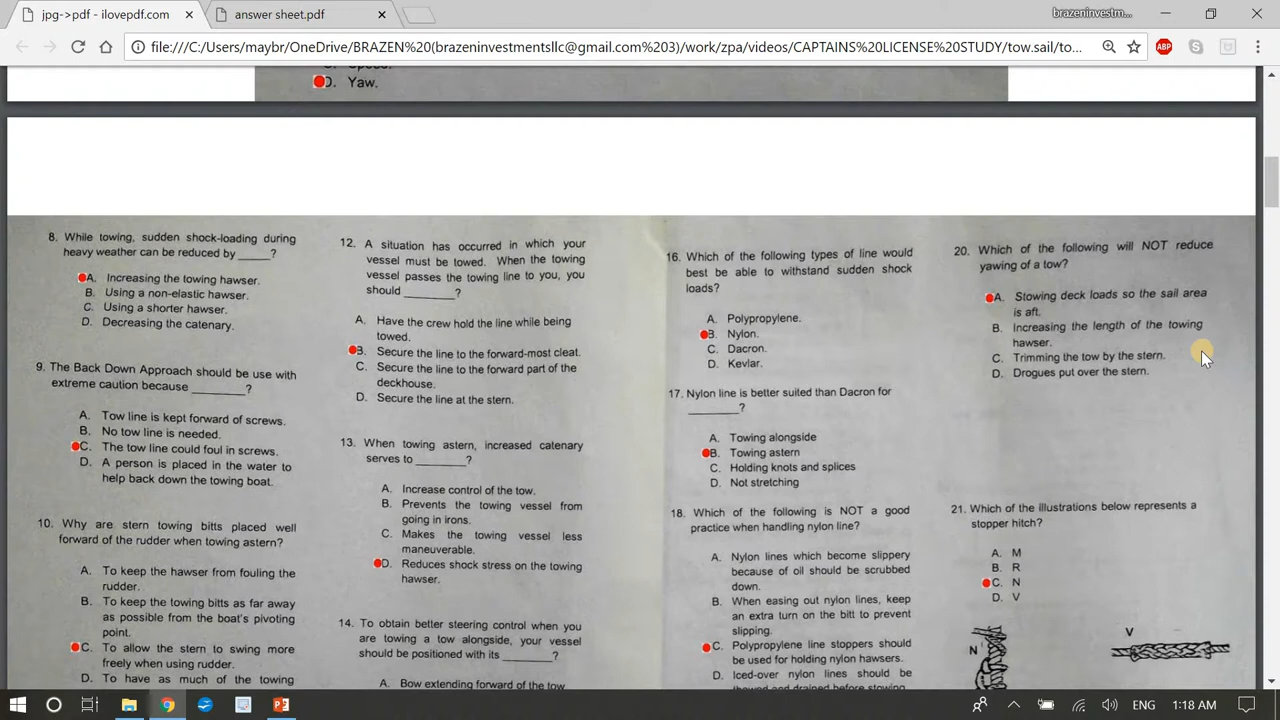 jpg->pdf - ilovepdf.com
answer sheet.pdf
brazeninvestm...
file:///C:/Users/maybr/OneDrive/BRAZEN%20(brazeninvestmentsllc@gmail.com%203)/work/zpa/videos/CAPTAINS%20LICENSE%20STUDY/tow.sail/to...
ABP
C. Speed.
D. Yaw.
8. While towing, sudden shock-loading during
heavy weather can be reduced by _____?
A. Increasing the towing hawser.
B. Using a non-elastic hawser.
C. Using a shorter hawser.
D. Decreasing the catenary.
9. The Back Down Approach should be use with
extreme caution because ________?
A. Tow line is kept forward of screws.
B. No tow line is needed.
C. The tow line could foul in screws.
D. A person is placed in the water to
help back down the towing boat.
10. Why are stern towing bitts placed well
forward of the rudder when towing astern?
A. To keep the hawser from fouling the
rudder.
B. To keep the towing bitts as far away
as possible from the boat's pivoting
point.
C. To allow the stern to swing more
freely when using rudder.
D. To have as much of the towing
12. A situation has occurred in which your
vessel must be towed. When the towing
vessel passes the towing line to you, you
should ________?
A. Have the crew hold the line while being
towed.
B. Secure the line to the forward-most cleat.
C. Secure the line to the forward part of the
deckhouse.
D. Secure the line at the stern.
13. When towing astern, increased catenary
serves to ________?
A. Increase control of the tow.
B. Prevents the towing vessel from
going in irons.
C. Makes the towing vessel less
maneuverable.
D. Reduces shock stress on the towing
hawser.
14. To obtain better steering control when you
are towing a tow alongside, your vessel
should be positioned with its ________?
A. Bow extending forward of the tow
16. Which of the following types of line would
best be able to withstand sudden shock
loads?
A. Polypropylene.
B. Nylon.
C. Dacron.
D. Kevlar.
17. Nylon line is better suited than Dacron for
________?
A. Towing alongside
B. Towing astern
C. Holding knots and splices
D. Not stretching
18. Which of the following is NOT a good
practice when handling nylon line?
A. Nylon lines which become slippery
because of oil should be scrubbed
down.
B. When easing out nylon lines, keep
an extra turn on the bitt to prevent
slipping.
C. Polypropylene line stoppers should
be used for holding nylon hawsers.
D. Iced-over nylon lines should be
thawed and drained before stowing.
20. Which of the following will NOT reduce
yawing of a tow?
A. Stowing deck loads so the sail area
is aft.
B. Increasing the length of the towing
hawser.
C. Trimming the tow by the stern.
D. Drogues put over the stern.
21. Which of the illustrations below represents a
stopper hitch?
A. M
B. R
C. N
D. V
N
V
ENG
1:18 AM